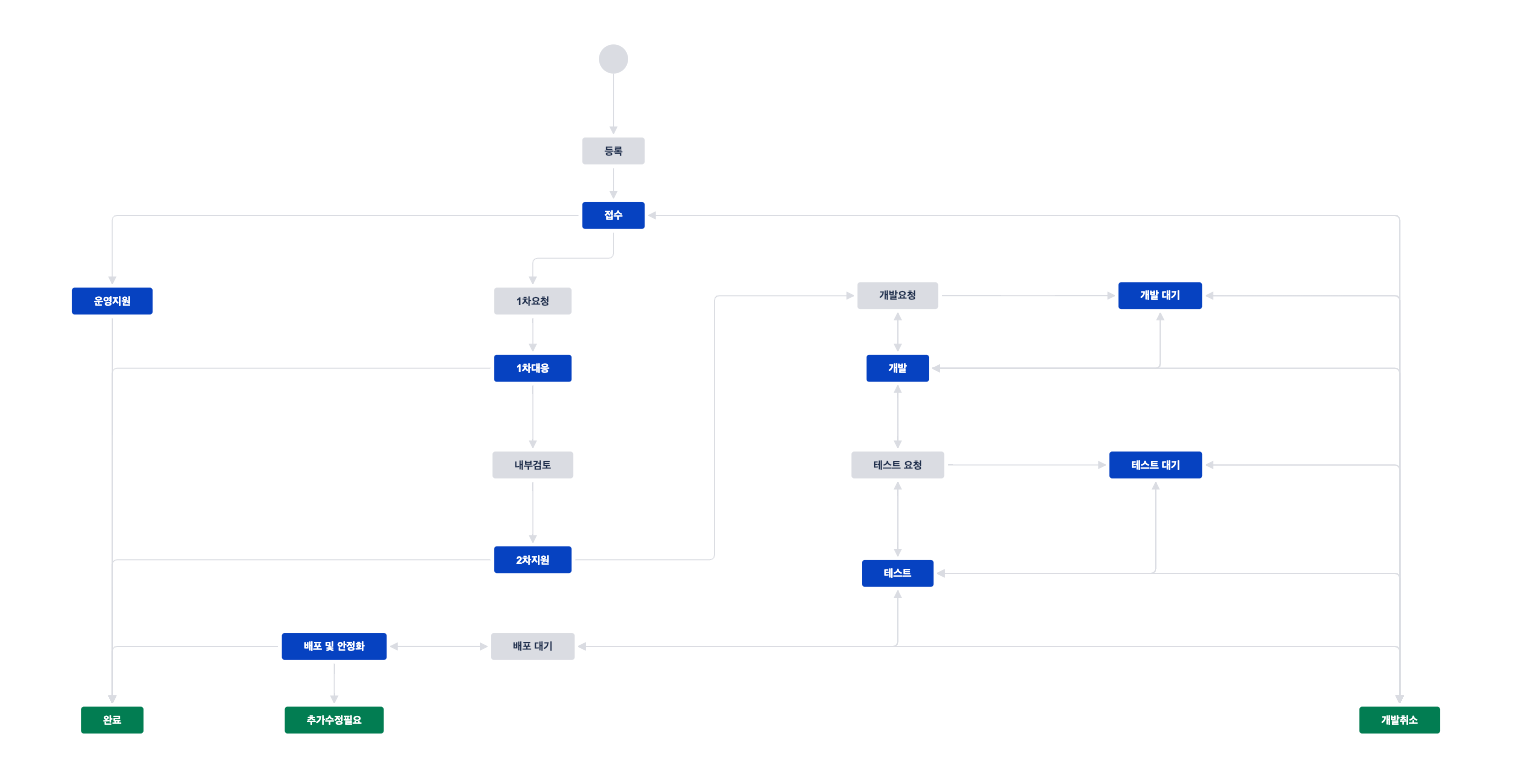 등록
접수
운영지원
1차요청
개발요청
개발 대기
1차대응
개발
내부검토
테스트 요청
테스트 대기
2차지원
테스트
배포 및 안정화
배포 대기
완료
추가수정필요
개발취소